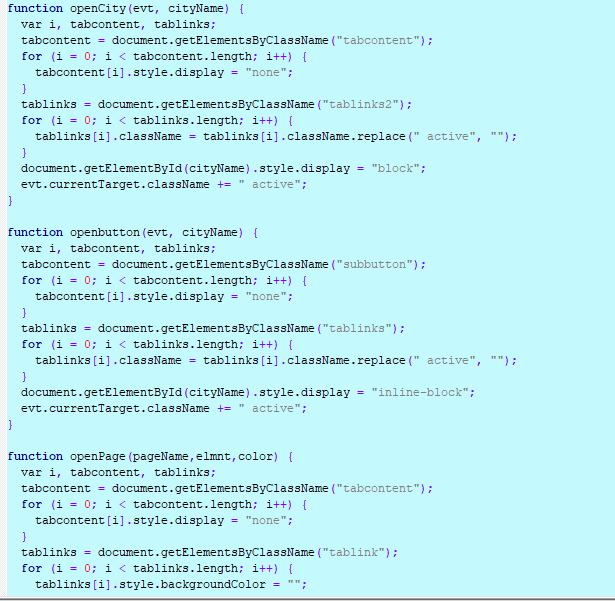 function openCity(evt, cityName) {
  var i, tabcontent, tablinks;
  tabcontent = document.getElementsByClassName("tabcontent");
  for (i = 0; i < tabcontent.length; i++) {
    tabcontent[i].style.display = "none";
  }
  tablinks = document.getElementsByClassName("tablinks2");
  for (i = 0; i < tablinks.length; i++) {
    tablinks[i].className = tablinks[i].className.replace(" active", "");
  }
  document.getElementById(cityName).style.display = "block";
  evt.currentTarget.className += " active";
}

function openbutton(evt, cityName) {
  var i, tabcontent, tablinks;
  tabcontent = document.getElementsByClassName("subbutton");
  for (i = 0; i < tabcontent.length; i++) {
    tabcontent[i].style.display = "none";
  }
  tablinks = document.getElementsByClassName("tablinks");
  for (i = 0; i < tablinks.length; i++) {
    tablinks[i].className = tablinks[i].className.replace(" active", "");
  }
  document.getElementById(cityName).style.display = "inline-block";
  evt.currentTarget.className += " active";
}

function openPage(pageName,elmnt,color) {
  var i, tabcontent, tablinks;
  tabcontent = document.getElementsByClassName("tabcontent");
  for (i = 0; i < tabcontent.length; i++) {
    tabcontent[i].style.display = "none";
  }
  tablinks = document.getElementsByClassName("tablink");
  for (i = 0; i < tablinks.length; i++) {
    tablinks[i].style.backgroundColor = "";